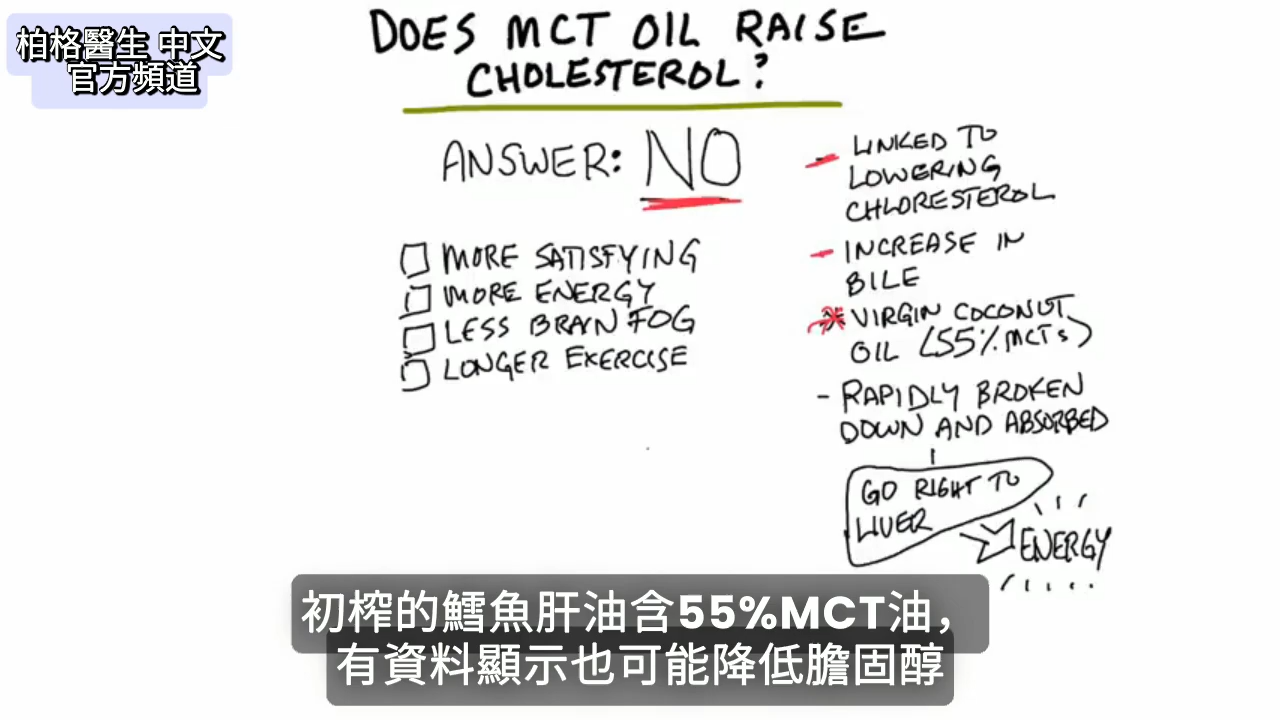 柏格醫生 中文
官方頻道
DOES MCT OIL RAISE
CHOLESTEROL?
ANSWER: NO
MORE SATISFYING
MORE ENERGY
LESS BRAIN FOG
LONGER EXERCISE
- LINKED TO
LOWERING
CHLORESTEROL
- INCREASE IN
BILE
* VIRGIN COCONUT
OIL (55% MCTs)
- RAPIDLY BROKEN
DOWN AND ABSORBED
GO RIGHT TO
LIVER
ENERGY
初榨的鱈魚肝油含55%MCT油,
有資料顯示也可能降低膽固醇